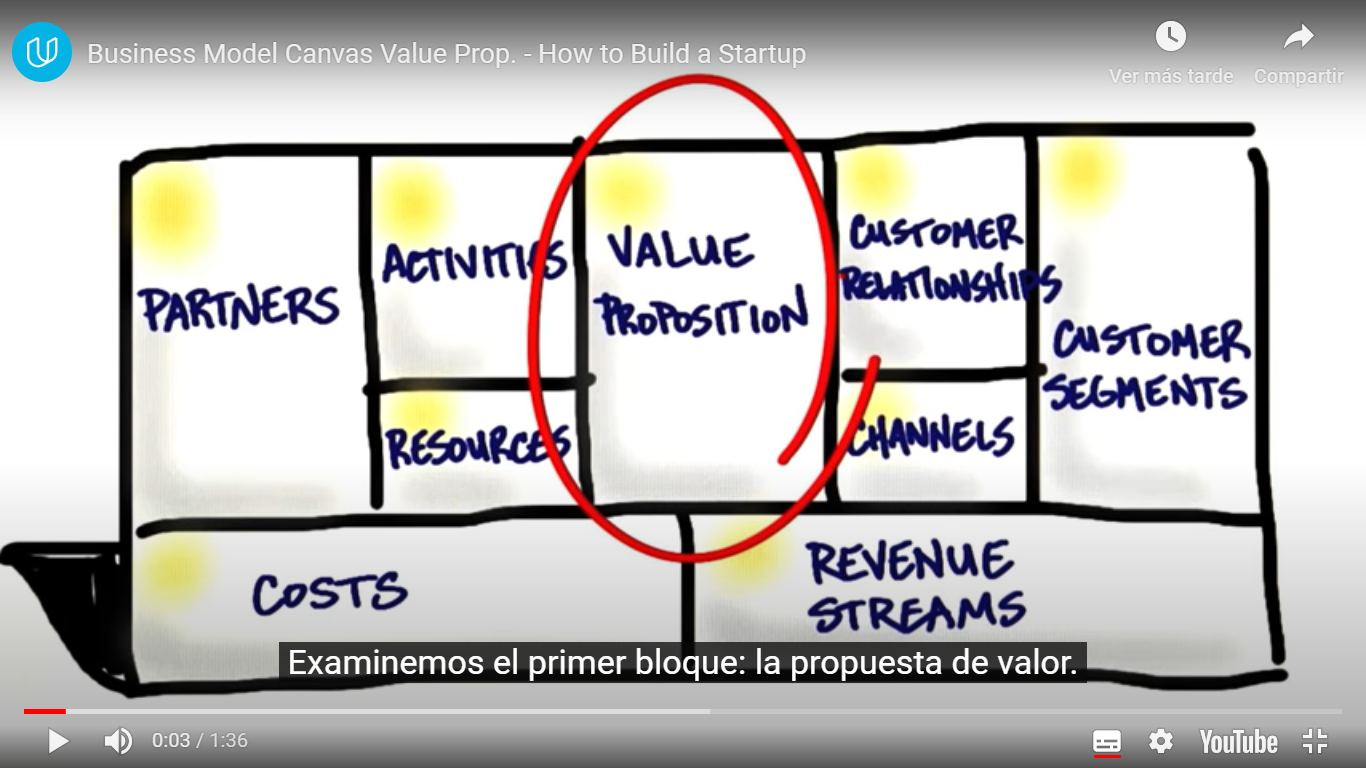 Business Model Canvas Value Prop. - How to Build a Startup
Ver más tarde
Compartir
PARTNERS
ACTIVITIES
RESOURCES
VALUE
PROPOSITION
CUSTOMER
RELATIONSHIPS
CHANNELS
CUSTOMER
SEGMENTS
COSTS
REVENUE
STREAMS
Examinemos el primer bloque: la propuesta de valor.
0:03 / 1:36
YouTube